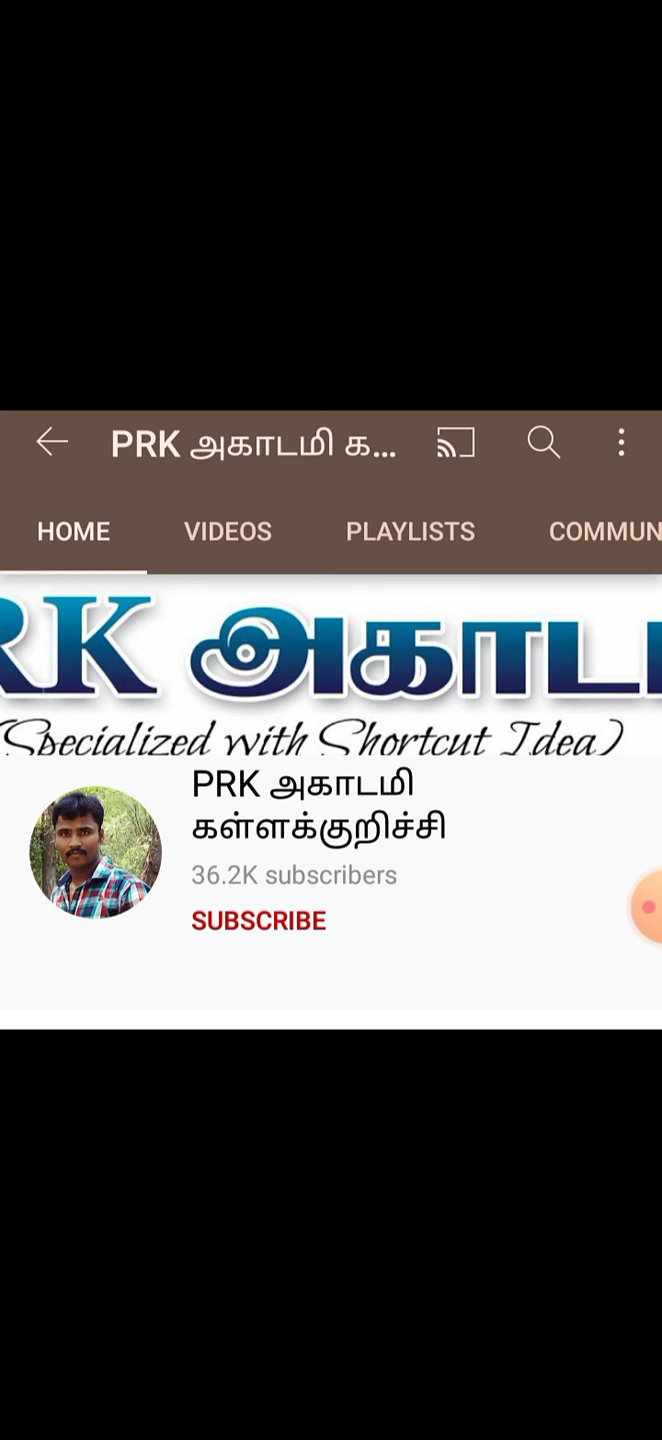 PRK அகாடமி க...
HOME VIDEOS PLAYLISTS COMMUN
RK அகாட
(Specialized with Shortcut Idea)
PRK அகாடமி
கள்ளக்குறிச்சி
36.2K subscribers
SUBSCRIBE